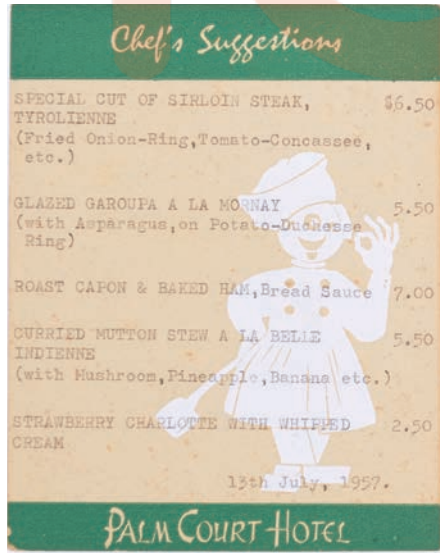 Chef's Suggestions
SPECIAL CUT OF SIRLOIN STEAK, $6.50
TYROLIENNE
(Fried Onion-Ring,Tomato-Concassee,
etc.)
GLAZED GAROUPA A LA MORNAY 5.50
(with Asparagus,on Potato-Duchesse
Ring)
ROAST CAPON & BAKED HAM,Bread Sauce 7.00
CURRIED MUTTON STEW A LA BELLE 5.50
INDIENNE
(with Mushroom,Pineapple,Banana etc.)
STRAWBERRY CHARLOTTE WITH WHIPPED 2.50
CREAM
13th July, 1957.
PALM COURT HOTEL